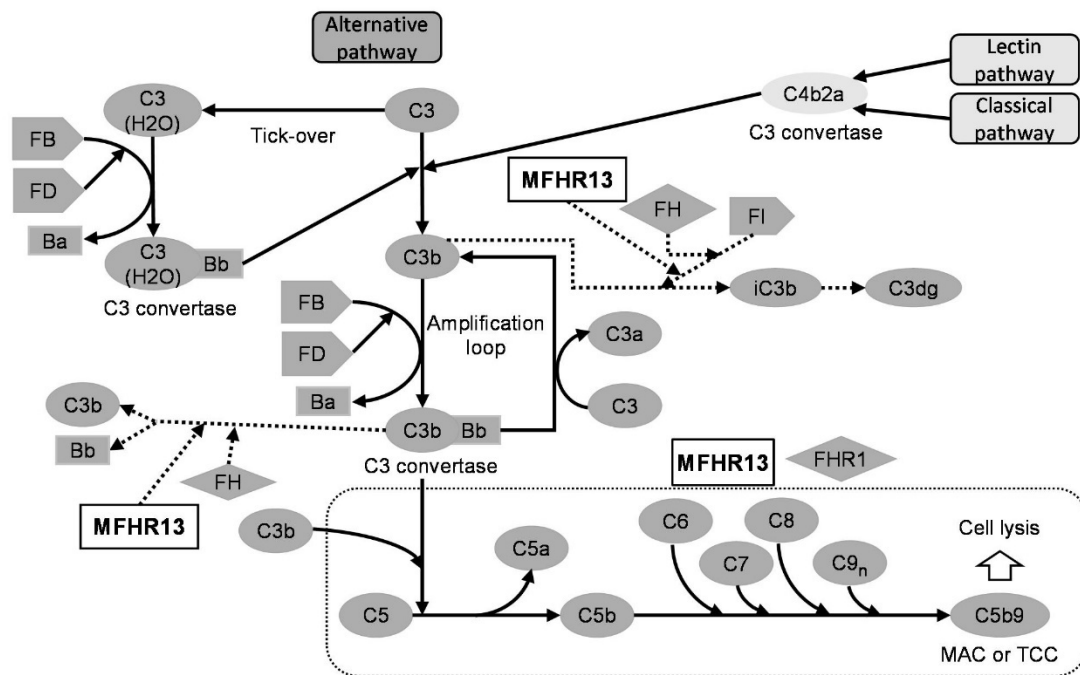 Alternative
pathway
Lectin
pathway
C3
(H2O)
C3
C4b2a
Tick-over
C3 convertase
Classical
pathway
FB
FD
MFHR13
FH
FI
Ba
C3
(H2O)
Bb
C3b
C3 convertase
iC3b
C3dg
FB
Amplification
loop
FD
C3a
Ba
C3
C3b
C3b
Bb
Bb
C3 convertase
FH
MFHR13
FHR1
MFHR13
C3b
C6
C8
Cell lysis
C5a
C7
C9n
C5
C5b
C5b9
MAC or TCC